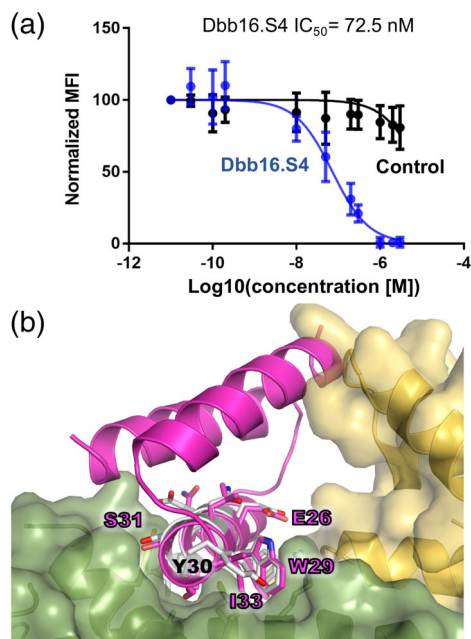 (a)
Dbb16.S4 IC50= 72.5 nM
Normalized MFI
150
100
50
0
Dbb16.S4
Control
-12
-10
-8
-6
-4
Log10(concentration [M])
(b)
S31
E26
Y30
W29
I33